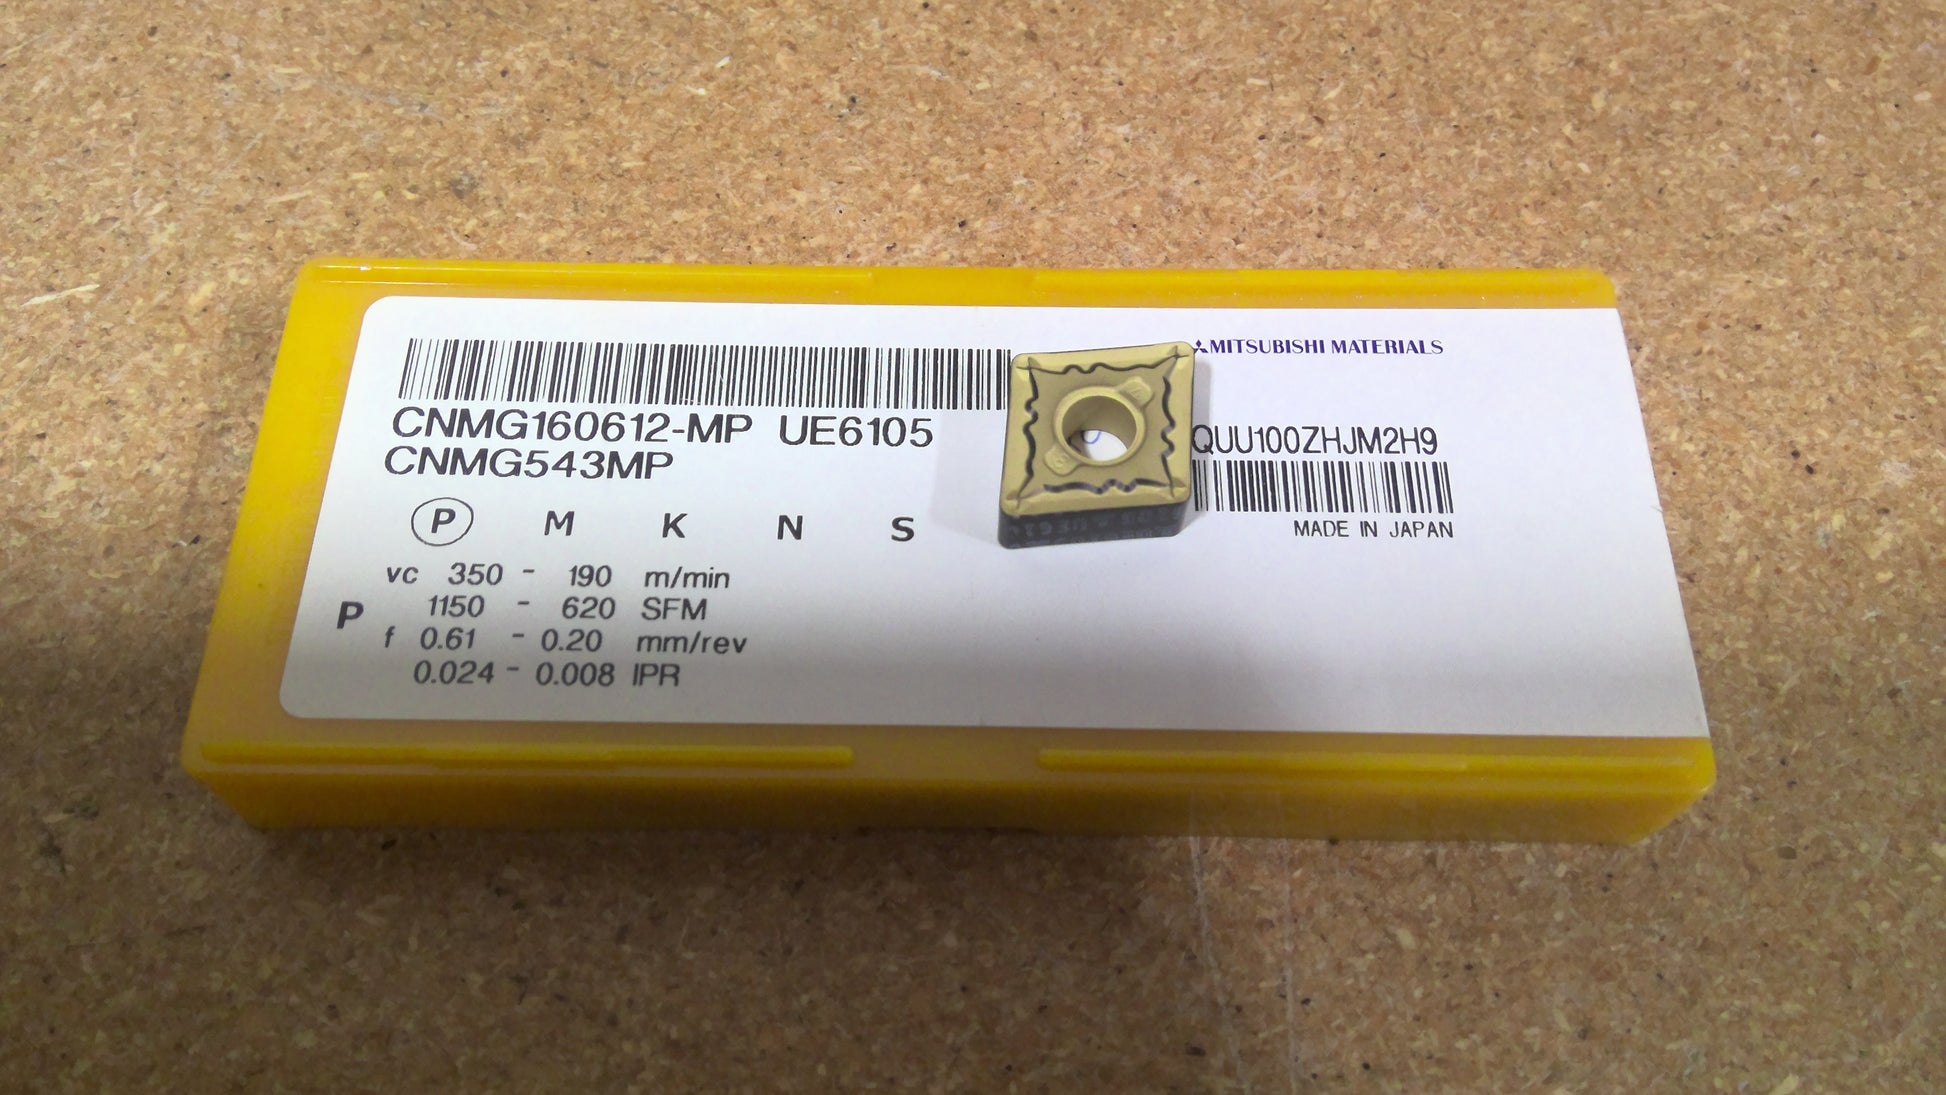 MITSUBISHI MATERIALS
CNMG160612-MP UE6105
CNMG543MP
QUU100ZHJM2H9
MADE IN JAPAN
P M K N S
vc 350 - 190 m/min
1150 - 620 SFM
P
f 0.61 - 0.20 mm/rev
0.024 - 0.008 IPR